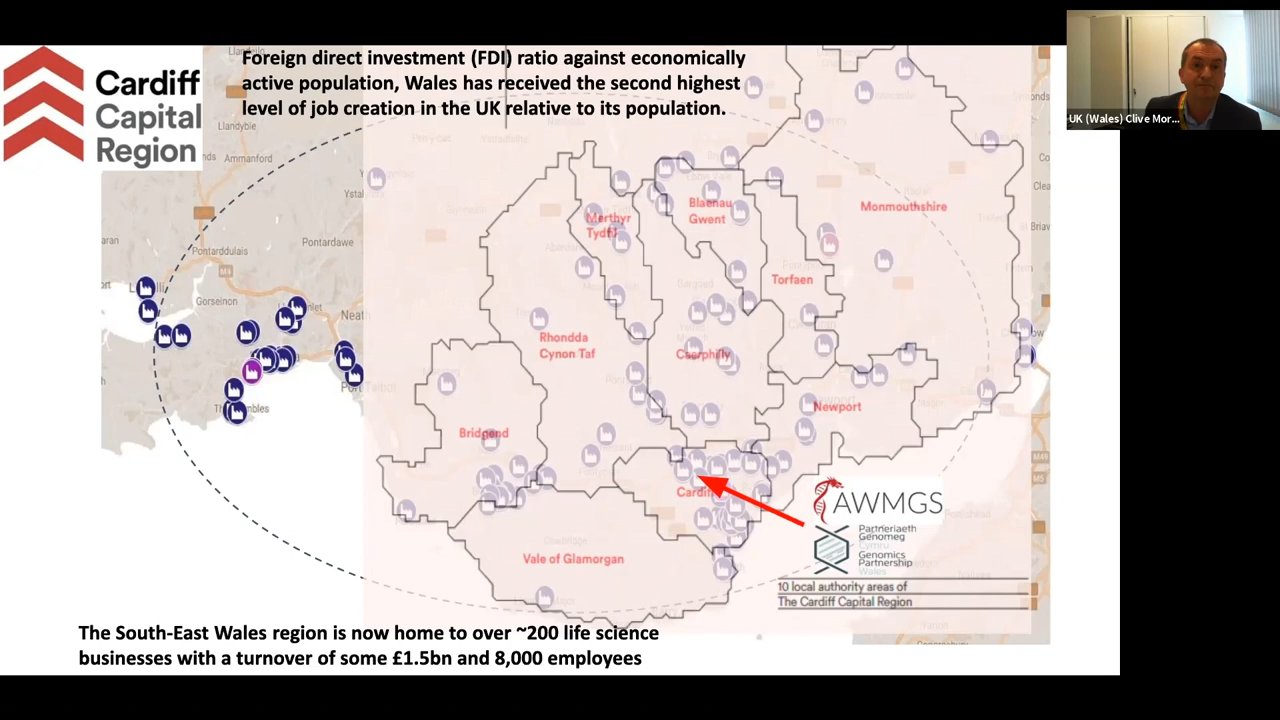 Cardiff
Capital
Region
Foreign direct investment (FDI) ratio against economically
active population, Wales has received the second highest
level of job creation in the UK relative to its population.
-UK (Wales) Clive Mor...
Llandybie
Ammanford
Pontardawe
Pontarddulais
M4
Gorseinon
Neath
Port Talbot
Merthyr
Tydfil
Blaenau
Gwent
Monmouthshire
Torfaen
Rhondda
Cynon Taf
Caerphilly
Newport
Bridgend
Cardiff
Vale of Glamorgan
AWMGS
Partneriaeth
Genomeg
Cymru
Genomics
Partnership
Wales
10 local authority areas of
The Cardiff Capital Region
The South-East Wales region is now home to over ~200 life science
businesses with a turnover of some £1.5bn and 8,000 employees